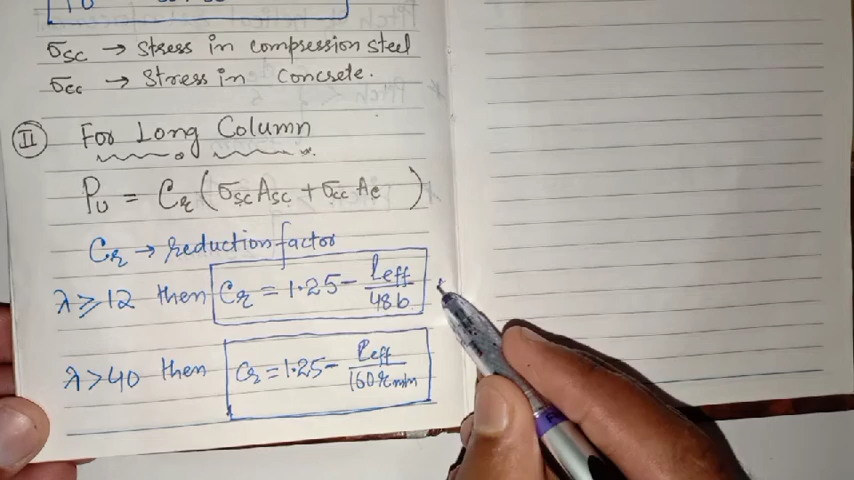 σsc → Stress in compression steel
σcc → Stress in Concrete.
II For Long Column
Pu = Cr (σsc Asc + σcc Ac)
Cr → reduction factor
λ ≥ 12 then Cr = 1.25 - leff/48b
λ > 40 then Cr = 1.25 - leff/160rmin